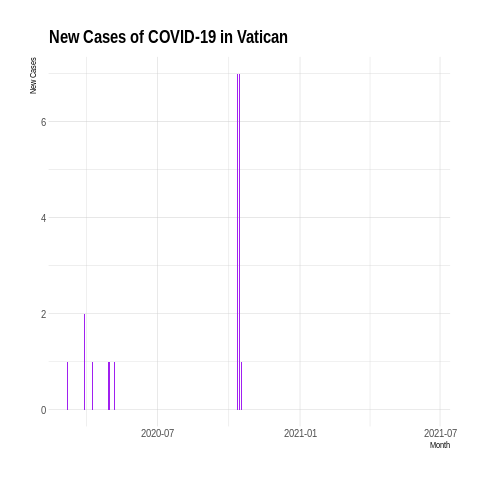 New Cases of COVID-19 in Vatican
New Cases
6
4
2
0
2020-07
2021-01
2021-07
Month